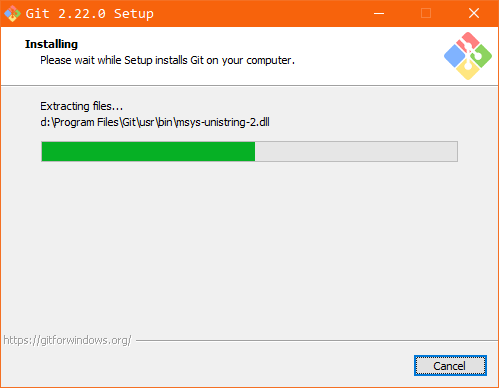 Git 2.22.0 Setup
Installing
Please wait while Setup installs Git on your computer.
Extracting files...
d:\Program Files\Git\usr\bin\msys-unistring-2.dll
https://gitforwindows.org/
Cancel